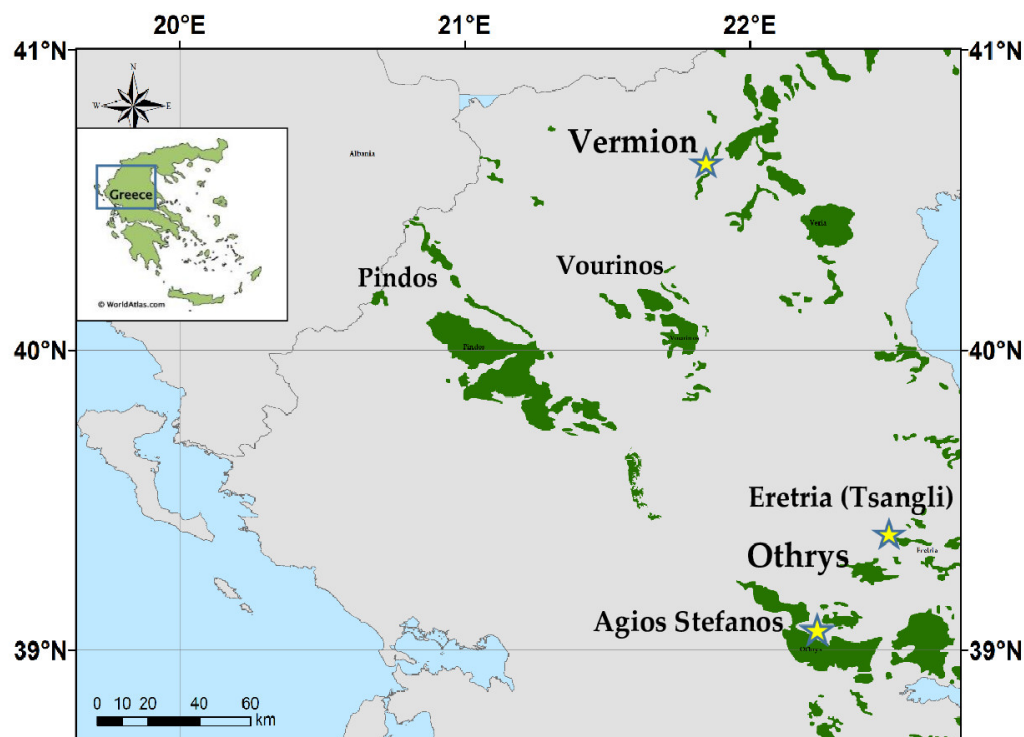 20°E 21°E 22°E
41°N 41°N
N
W E
S
Vermion
Albania
Greece
Veria
Pindos
Vourinos
© WorldAtlas.com
Vourinos
Pindos
40°N 40°N
Eretria (Tsangli)
Eretria
Othrys
Agios Stefanos
Othrys
39°N 39°N
0 10 20 40 60
km